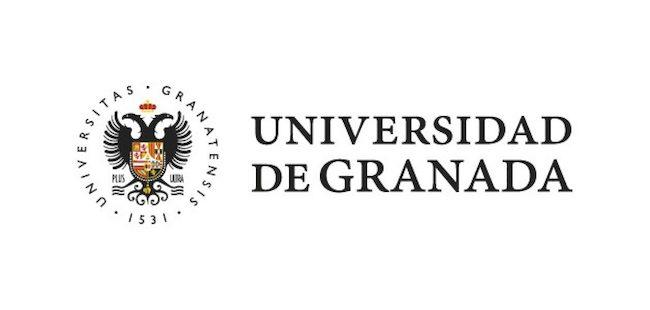 UNIVERSITAS · GRANATENSIS · 1531 ·
PLUS ULTRA
UNIVERSIDAD
DE GRANADA